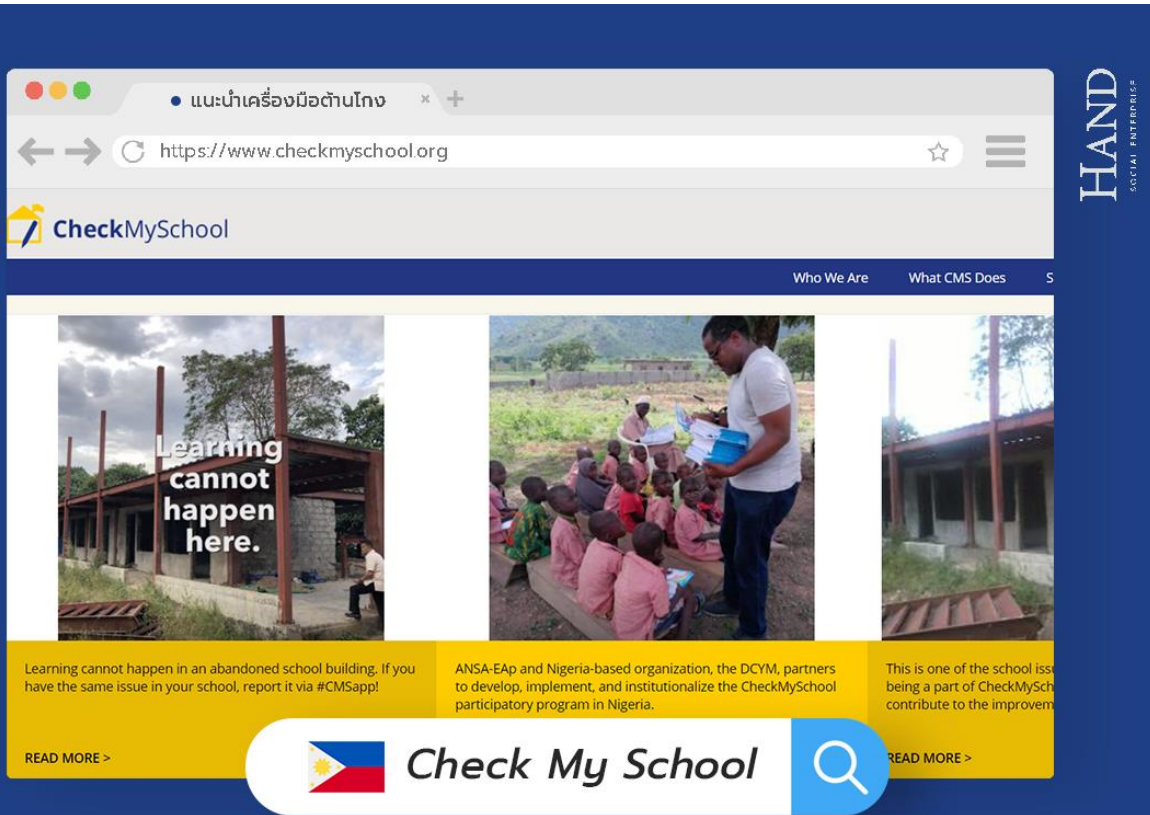 แนะนำเครื่องมือต้านโกง
https://www.checkmyschool.org
HAND
SOCIAL ENTERPRISE
CheckMySchool
Who We Are
What CMS Does
S
Learning
cannot
happen
here.
Learning cannot happen in an abandoned school building. If you
have the same issue in your school, report it via #CMSapp!
READ MORE >
ANSA-EAp and Nigeria-based organization, the DCYM, partners
to develop, implement, and institutionalize the CheckMySchool
participatory program in Nigeria.
This is one of the school iss
being a part of CheckMySch
contribute to the improvem
READ MORE >
Check My School